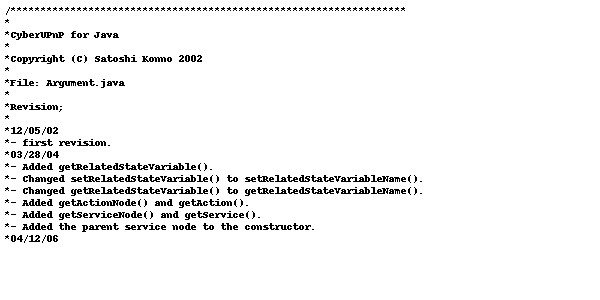 /******************************************************************
*
*CyberUPnP for Java
*
*Copyright (C) Satoshi Konno 2002
*
*File: Argument.java
*
*Revision;
*
*12/05/02
*- first revision.
*03/28/04
*- Added getRelatedStateVariable().
*- Changed setRelatedStateVariable() to setRelatedStateVariableName().
*- Changed getRelatedStateVariable() to getRelatedStateVariableName().
*- Added getActionNode() and getAction().
*- Added getServiceNode() and getService().
*- Added the parent service node to the constructor.
*04/12/06